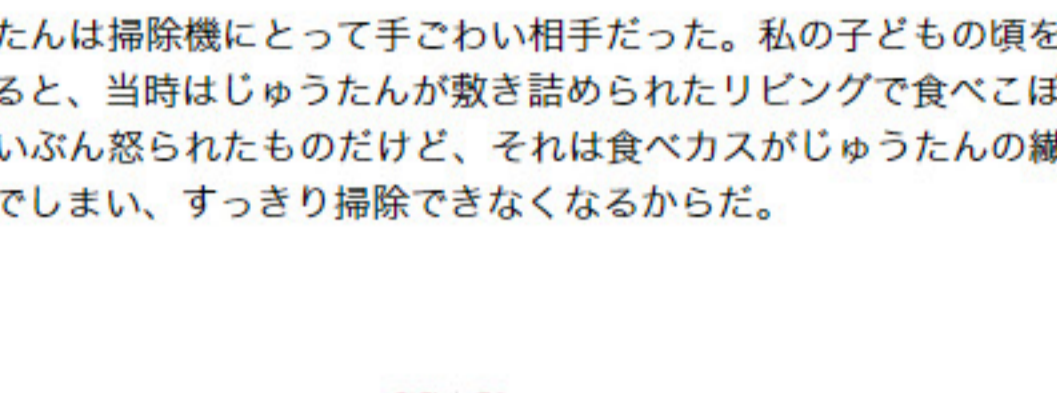 たんは掃除機にとって手ごわい相手だった。私の子どもの頃を
ると、当時はじゅうたんが敷き詰められたリビングで食べこぼ
いぶん怒られたものだけど、それは食べカスがじゅうたんの繊
でしまい、すっきり掃除できなくなるからだ。